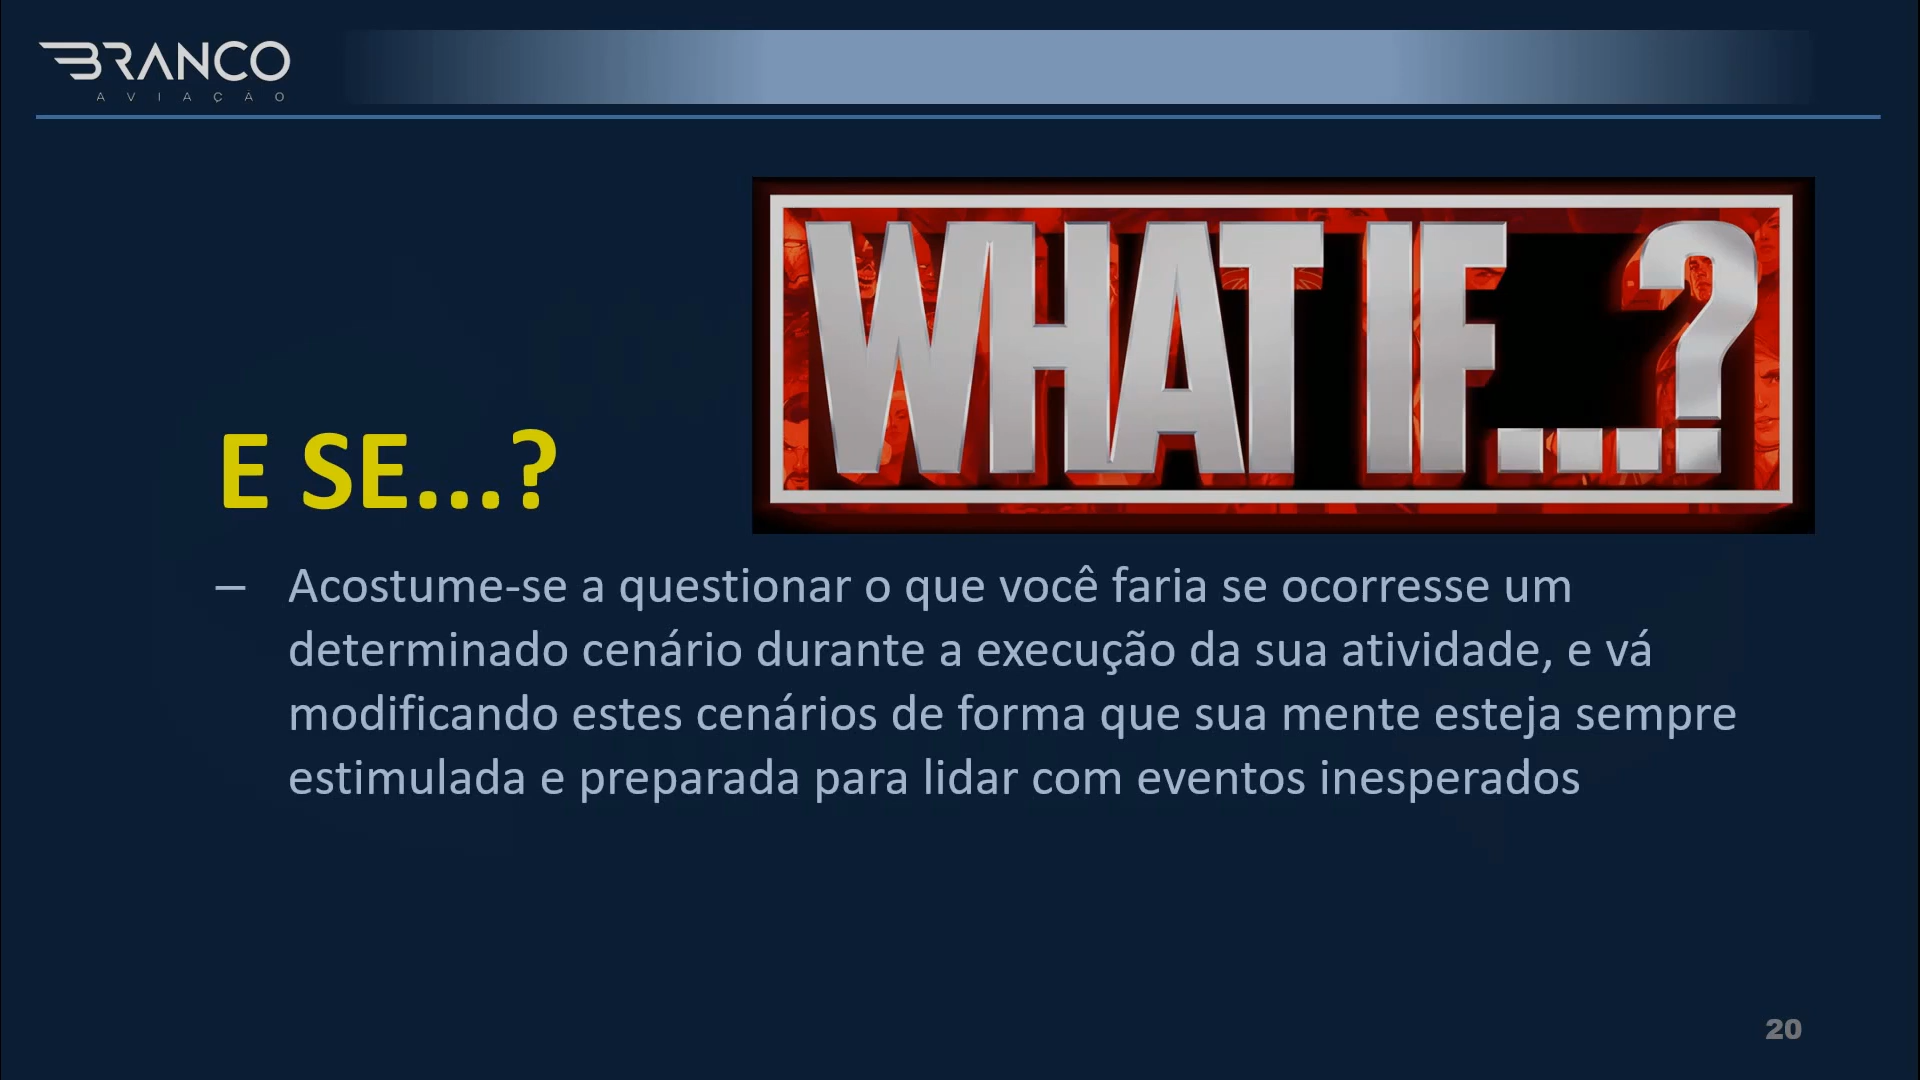 BRANCO
AVIAÇÃO
WHAT IF...?
E SE...?
– Acostume-se a questionar o que você faria se ocorresse um
determinado cenário durante a execução da sua atividade, e vá
modificando estes cenários de forma que sua mente esteja sempre
estimulada e preparada para lidar com eventos inesperados
20